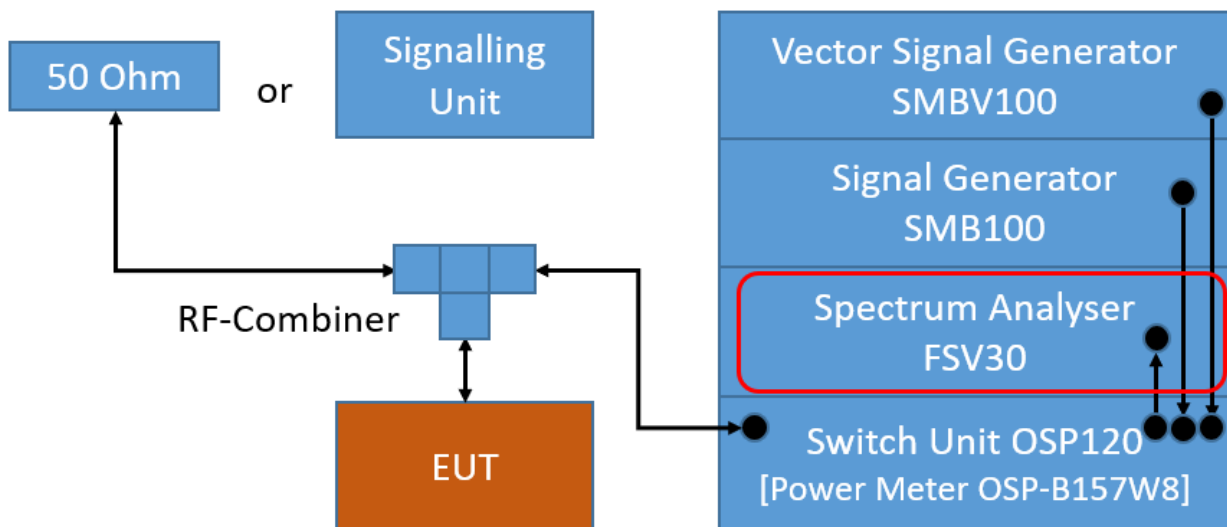 50 Ohm
or
Signalling
Unit
Vector Signal Generator
SMBV100
Signal Generator
SMB100
RF-Combiner
Spectrum Analyser
FSV30
EUT
Switch Unit OSP120
[Power Meter OSP-B157W8]